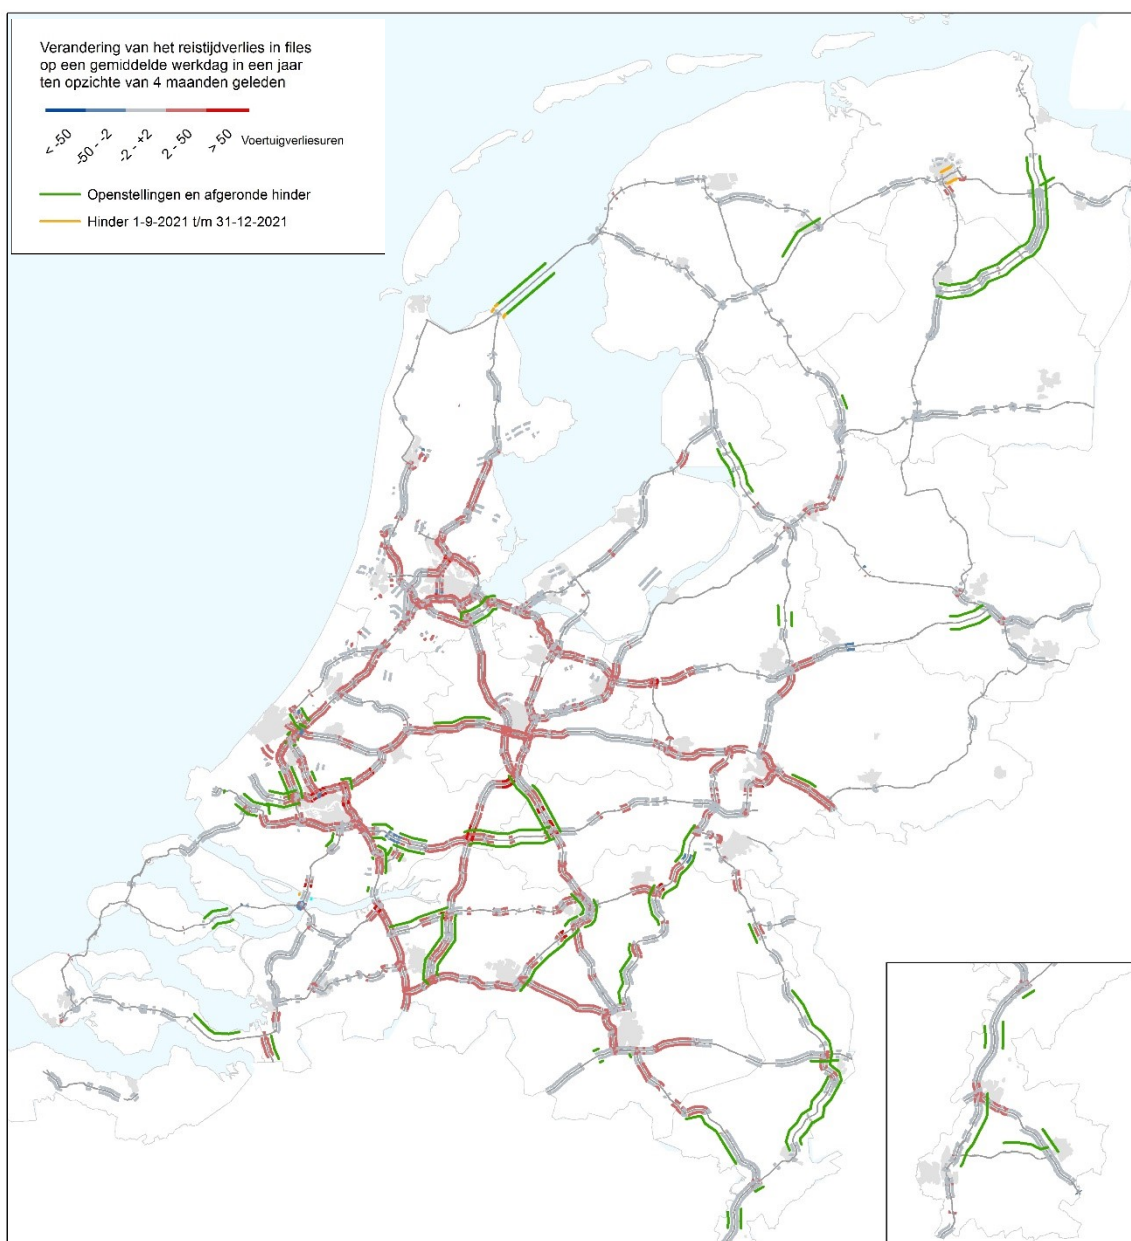 Verandering van het reistijdverlies in files
op een gemiddelde werkdag in een jaar
ten opzichte van 4 maanden geleden
< -50 -50 - -2 -2 - +2 2 - 50 > 50 Voertuigverliesuren
Openstellingen en afgeronde hinder
Hinder 1-9-2021 t/m 31-12-2021